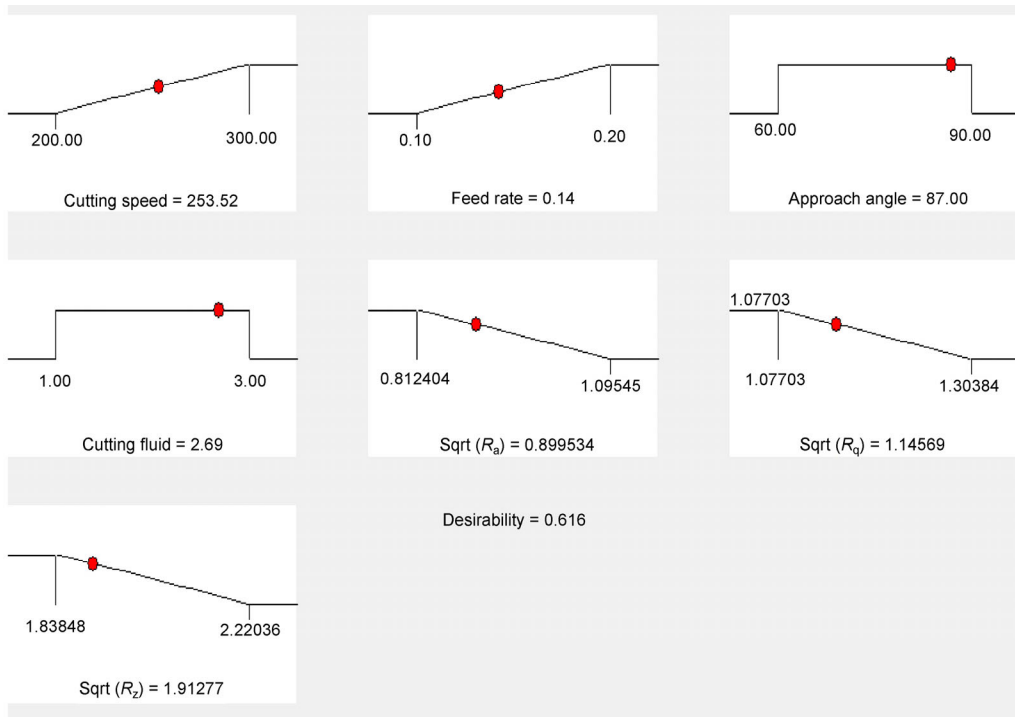 200.00 300.00
Cutting speed = 253.52
0.10 0.20
Feed rate = 0.14
60.00 90.00
Approach angle = 87.00
1.00 3.00
Cutting fluid = 2.69
0.812404 1.09545
Sqrt (Ra) = 0.899534
1.07703
1.07703 1.30384
Sqrt (Rq) = 1.14569
1.83848 2.22036
Sqrt (Rz) = 1.91277
Desirability = 0.616